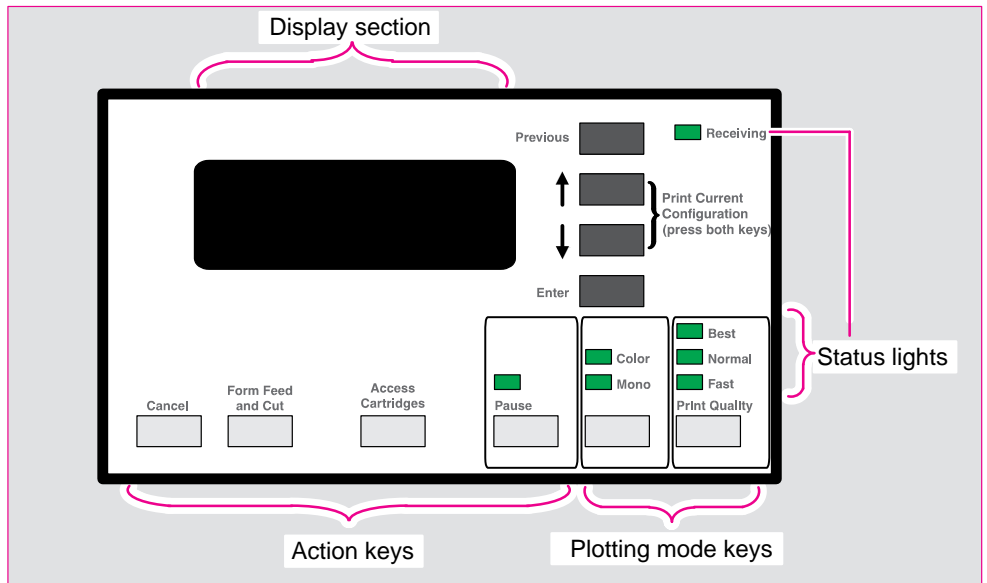 Display section
Previous
Receiving
Print Current
Configuration
(press both keys)
Enter
Best
Color
Normal
Status lights
Mono
Fast
Cancel
Form Feed
and Cut
Access
Cartridges
Pause
Print Quality
Action keys
Plotting mode keys